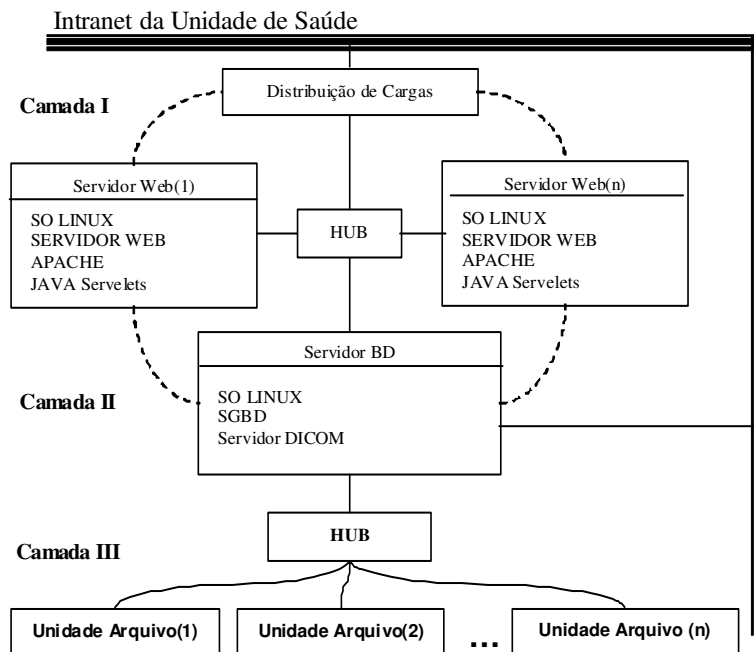 Intranet da Unidade de Saúde
Distribuição de Cargas
Camada I
Servidor Web(1)
SO LINUX
SERVIDOR WEB
APACHE
JAVA Servelets
HUB
Servidor Web(n)
SO LINUX
SERVIDOR WEB
APACHE
JAVA Servelets
Servidor BD
Camada II
SO LINUX
SGBD
Servidor DICOM
HUB
Camada III
Unidade Arquivo(1)
Unidade Arquivo(2)
...
Unidade Arquivo (n)